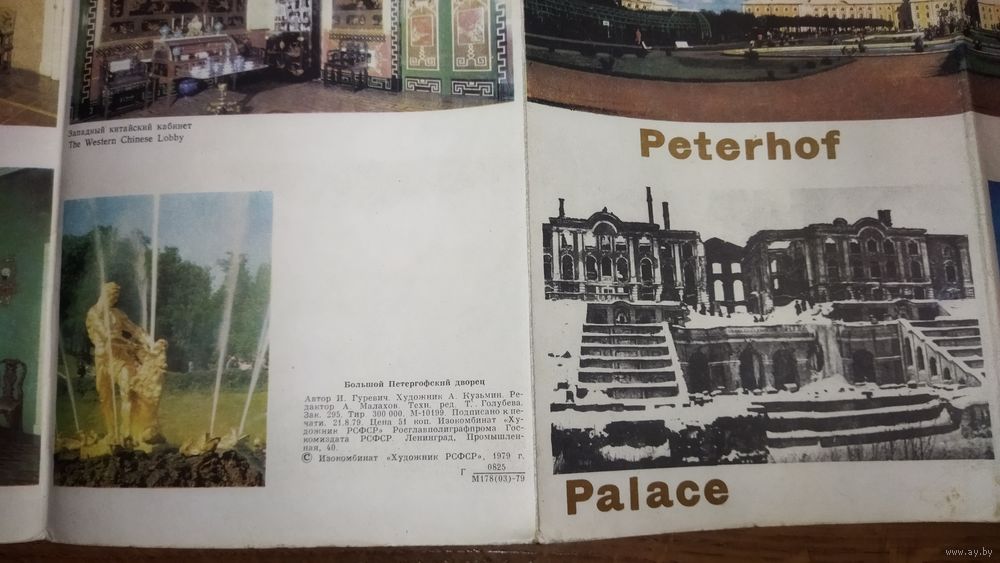 Западный китайский кабинет
The Western Chinese Lobby
Peterhof
Palace
Большой Петергофский дворец
Автор И. Гуревич. Художник А. Кузьмин. Ре-
дактор А. Малахов. Техн. ред. Т. Голубева.
Зак. 295. Тир. 300 000. М-10199. Подписано к пе-
чати. 21.8.79. Цена 51 коп. Изокомбинат «Ху-
дожник РСФСР» Росглавполиграфпрома Гос-
комиздата РСФСР. Ленинград, Промышлен-
ная, 40.
© Изокомбинат «Художник РСФСР», 1979 г.
Г 0825
М178(03)-79
www.ay.by